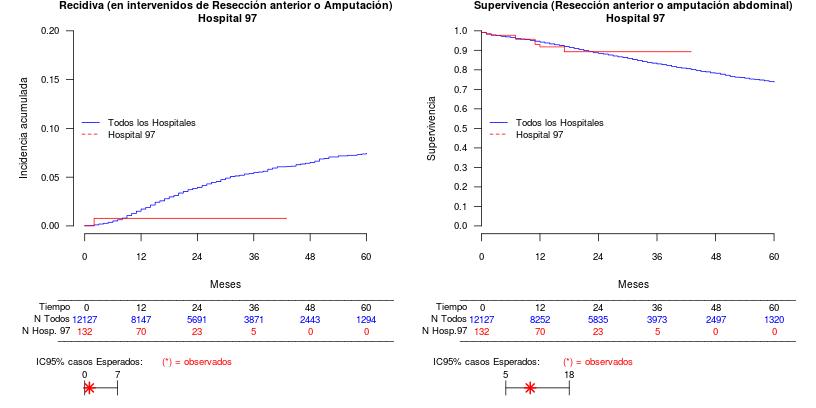 Recidiva (en intervenidos de Resección anterior o Amputación)
Hospital 97
0.20
0.15
0.10
0.05
0.00
Incidencia acumulada
Todos los Hospitales
Hospital 97
0 12 24 36 48 60
Meses
Tiempo 0 12 24 36 48 60
N Todos 12127 8147 5691 3871 2443 1294
N Hosp. 97 132 70 23 5 0 0
IC95% casos Esperados: (*) = observados
0 7
Supervivencia (Resección anterior o amputación abdominal)
Hospital 97
1.0
0.9
0.8
0.7
0.6
0.5
0.4
0.3
0.2
0.1
0.0
Supervivencia
Todos los Hospitales
Hospital 97
0 12 24 36 48 60
Meses
Tiempo 0 12 24 36 48 60
N Todos 12127 8252 5835 3973 2497 1320
N Hosp.97 132 70 23 5 0 0
IC95% casos Esperados: (*) = observados
5 18